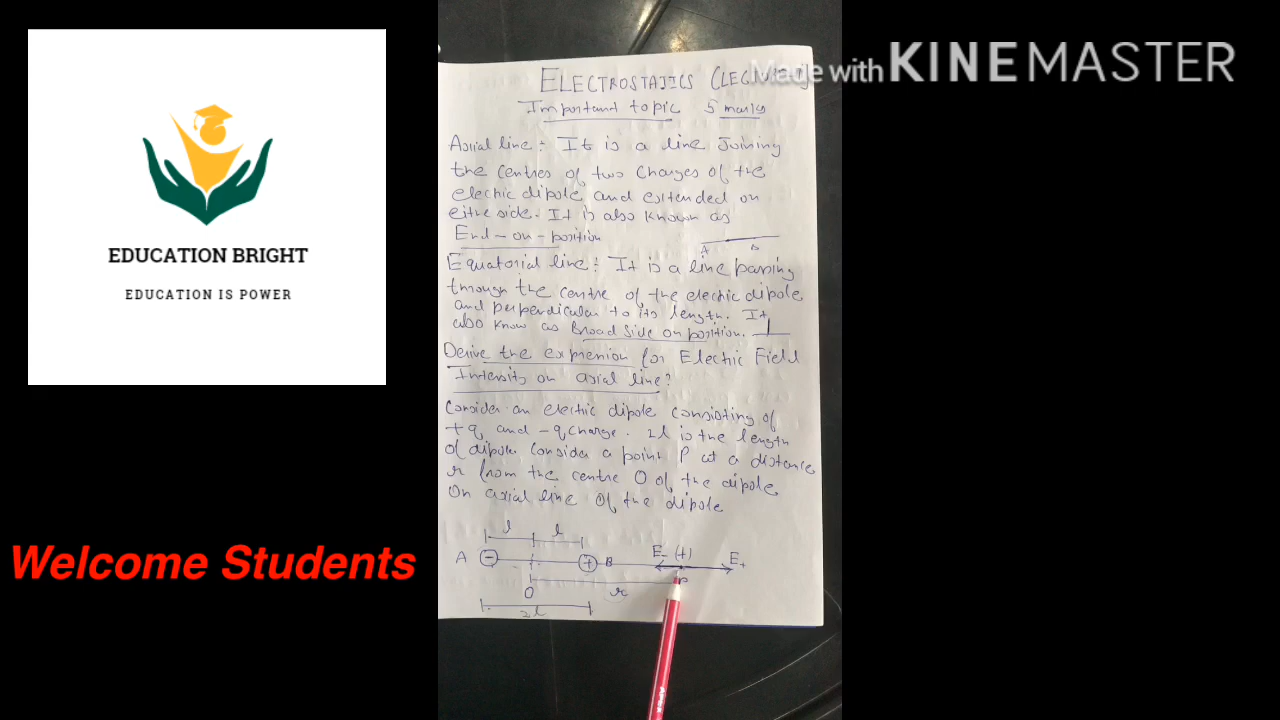 Made with KINEMASTER
EDUCATION BRIGHT
EDUCATION IS POWER
Welcome Students
ELECTROSTATICS
Important topic 5 marks
Axial line :- It is a line Joining
the centres of two Charges of the
electric dipole and extended on
either side. It is also known as
End-on-position
A B
Equatorial line :- It is a line passing
through the centre of the electric dipole
and perpendicular to its length. It
also know as Broad side on position.
Derive the expression for Electric Field
Intensity on axial line?
Consider an electric dipole consisting of
+q and -q charge. 2l is the length
of dipole. Consider a point P at a distance
r from the centre O of the dipole
on axial line of the dipole
l l
A - + B E- (+) E+
O r P
2l
APSARA